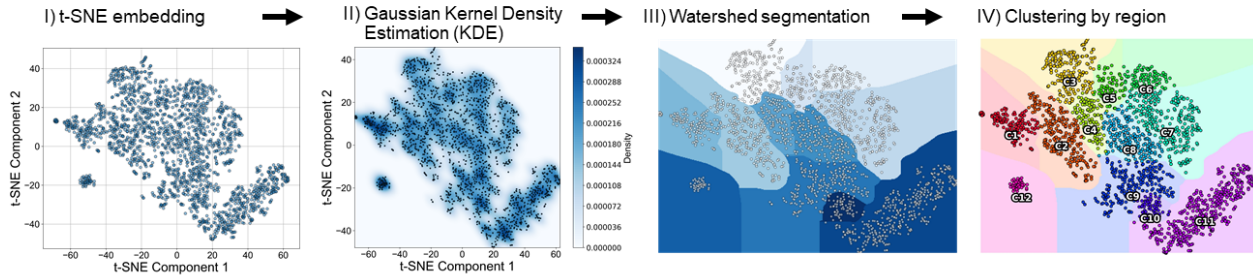 I) t-SNE embedding
II) Gaussian Kernel Density
Estimation (KDE)
III) Watershed segmentation
IV) Clustering by region
t-SNE Component 2
40
20
0
−20
−40
−60 −40 −20 0 20 40 60
t-SNE Component 1
t-SNE Component 2
40
20
0
−20
−40
−60 −40 −20 0 20 40 60
t-SNE Component 1
0.000324
0.000288
0.000252
0.000216
0.000180
0.000144
0.000108
0.000072
0.000036
0.000000
Density
C3
C6
C5
C1
C4
C7
C2
C8
C12
C9
C10
C11